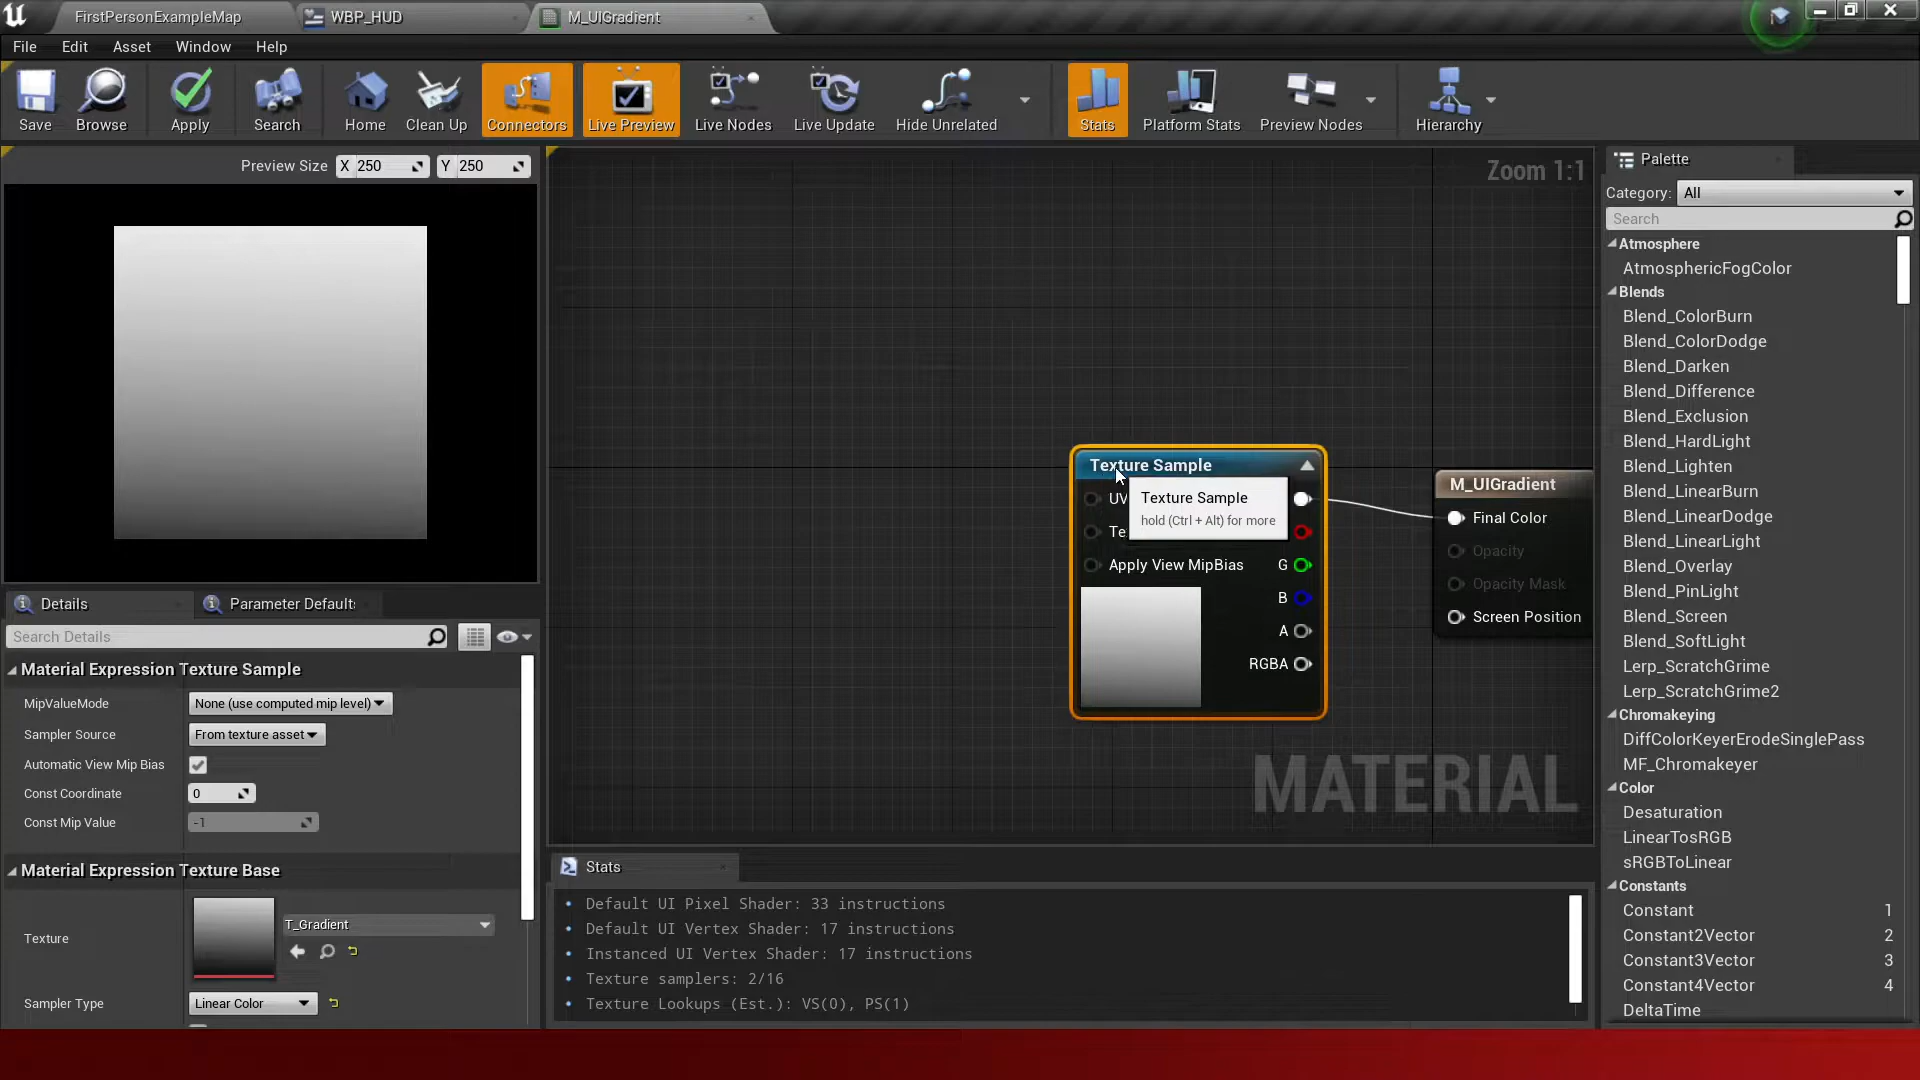 FirstPersonExampleMap
WBP_HUD
M_UIGradient
File Edit Asset Window Help
Save Browse Apply Search Home Clean Up Connectors Live Preview Live Nodes Live Update Hide Unrelated Stats Platform Stats Preview Nodes Hierarchy
Preview Size X 250 Y 250
Zoom 1:1
Texture Sample
UV
Texture Sample
hold (Ctrl + Alt) for more
Te
Apply View MipBias G
B
A
RGBA
M_UIGradient
Final Color
Opacity
Opacity Mask
Screen Position
MATERIAL
Details Parameter Default
Search Details
Material Expression Texture Sample
MipValueMode None (use computed mip level)
Sampler Source From texture asset
Automatic View Mip Bias
Const Coordinate 0
Const Mip Value -1
Material Expression Texture Base
Texture T_Gradient
Sampler Type Linear Color
Stats
• Default UI Pixel Shader: 33 instructions
• Default UI Vertex Shader: 17 instructions
• Instanced UI Vertex Shader: 17 instructions
• Texture samplers: 2/16
• Texture Lookups (Est.): VS(0), PS(1)
Palette
Category: All
Search
Atmosphere
AtmosphericFogColor
Blends
Blend_ColorBurn
Blend_ColorDodge
Blend_Darken
Blend_Difference
Blend_Exclusion
Blend_HardLight
Blend_Lighten
Blend_LinearBurn
Blend_LinearDodge
Blend_LinearLight
Blend_Overlay
Blend_PinLight
Blend_Screen
Blend_SoftLight
Lerp_ScratchGrime
Lerp_ScratchGrime2
Chromakeying
DiffColorKeyerErodeSinglePass
MF_Chromakeyer
Color
Desaturation
LinearTosRGB
sRGBToLinear
Constants
Constant 1
Constant2Vector 2
Constant3Vector 3
Constant4Vector 4
DeltaTime